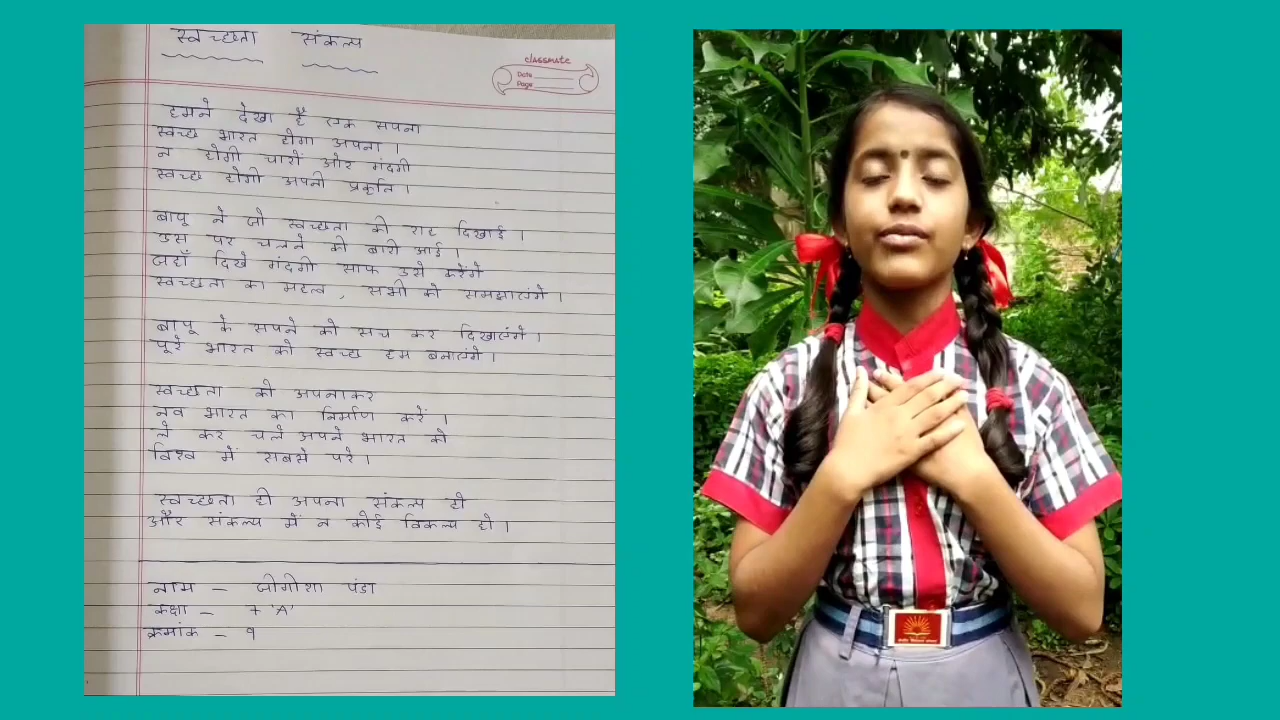 स्वच्छता संकल्प
classmate
Date
Page
हमने देखा है एक सपना
स्वच्छ भारत होगा अपना ।
न होगी चारों ओर गंदगी
स्वच्छ होगी अपनी प्रकृति ।
बापू ने जो स्वच्छता की राह दिखाई ।
उस पर चलने की बारी आई ।
जहाँ दिखे गंदगी साफ उसे करेंगे
स्वच्छता का महत्व , सभी को समझाएंगे ।
बापू के सपने को सच कर दिखाएंगे ।
पूरे भारत को स्वच्छ हम बनाएंगे ।
स्वच्छता को अपनाकर
नव भारत का निर्माण करें ।
ले कर चले अपने भारत को
विश्व में सबसे परे ।
स्वच्छता ही अपना संकल्प हो
और संकल्प में न कोई विकल्प हो ।
नाम – जीगीशा पंडा
कक्षा – 7 'A'
क्रमांक – १